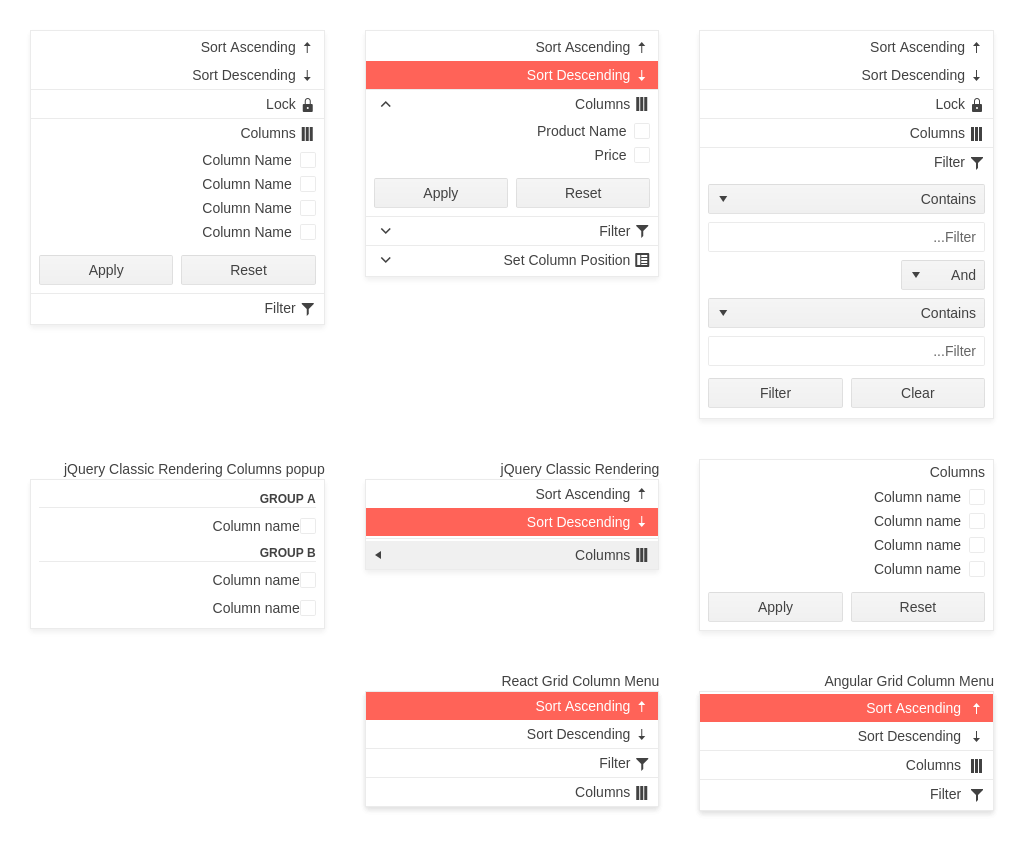 Sort Ascending
Sort Descending
Lock
Columns
Column Name
Column Name
Column Name
Column Name
Apply Reset
Filter
Sort Ascending
Sort Descending
Columns
Product Name
Price
Apply Reset
Filter
Set Column Position
Sort Ascending
Sort Descending
Lock
Columns
Filter
Contains
...Filter
And
Contains
...Filter
Filter Clear
jQuery Classic Rendering Columns popup
GROUP A
Column name
GROUP B
Column name
Column name
jQuery Classic Rendering
Sort Ascending
Sort Descending
Columns
Columns
Column name
Column name
Column name
Column name
Apply Reset
React Grid Column Menu
Sort Ascending
Sort Descending
Filter
Columns
Angular Grid Column Menu
Sort Ascending
Sort Descending
Columns
Filter